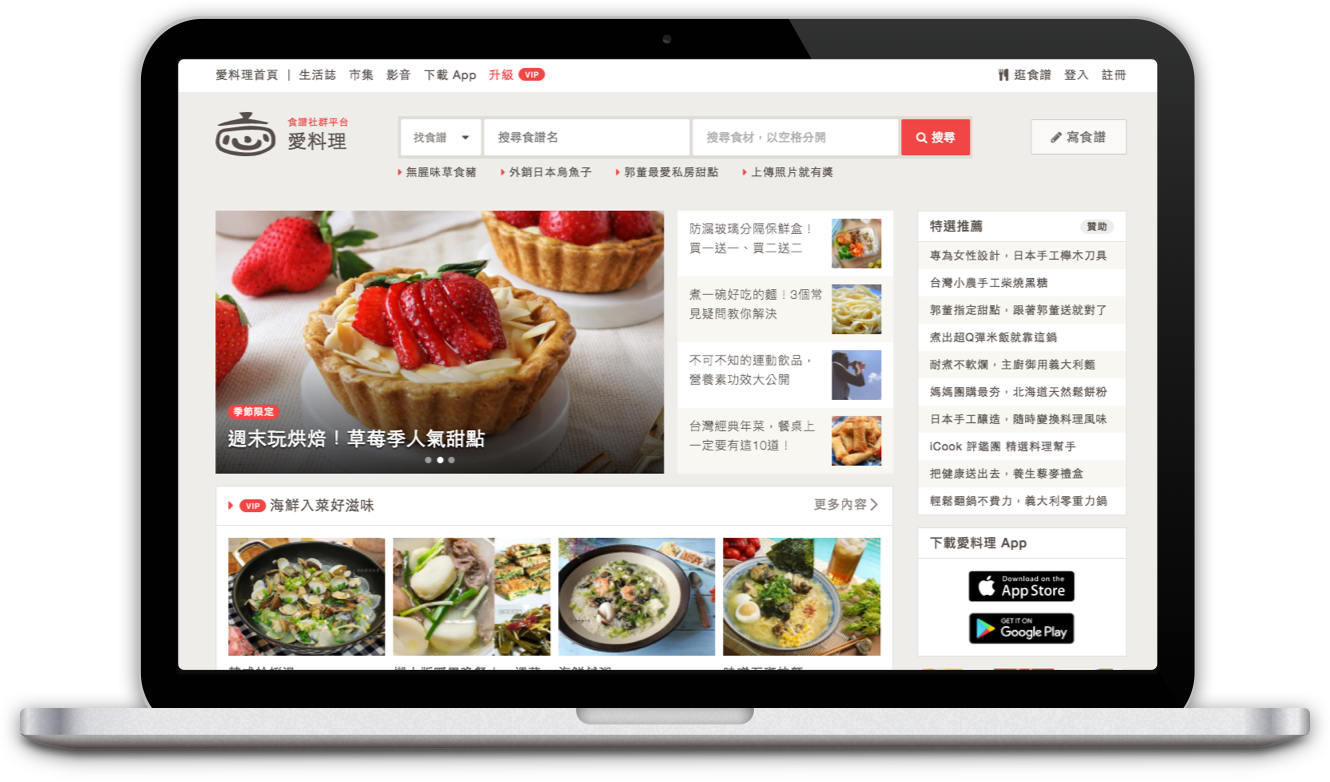 愛料理首頁 | 生活誌 市集 影音 下載 App 升級 VIP
逛食譜 登入 註冊
食譜社群平台
愛料理
找食譜
搜尋食譜名
搜尋食材，以空格分開
搜尋
寫食譜
無腥味草食豬
外銷日本烏魚子
郭董最愛私房甜點
上傳照片就有獎
季節限定
週末玩烘焙！草莓季人氣甜點
防漏玻璃分隔保鮮盒！
買一送一、買二送二
煮一碗好吃的麵！3個常
見疑問教你解決
不可不知的運動飲品，
營養素功效大公開
台灣經典年菜，餐桌上
一定要有這10道！
特選推薦 贊助
專為女性設計，日本手工櫸木刀具
台灣小農手工柴燒黑糖
郭董指定甜點，跟著郭董送就對了
煮出超Q彈米飯就靠這鍋
耐煮不軟爛，主廚御用義大利麵
媽媽團購最夯，北海道天然鬆餅粉
日本手工釀造，隨時變換料理風味
iCook 評鑑團 精選料理幫手
把健康送出去，養生藜麥禮盒
輕鬆翻鍋不費力，義大利零重力鍋
VIP 海鮮入菜好滋味
更多內容
下載愛料理 App
Download on the
App Store
GET IT ON
Google Play